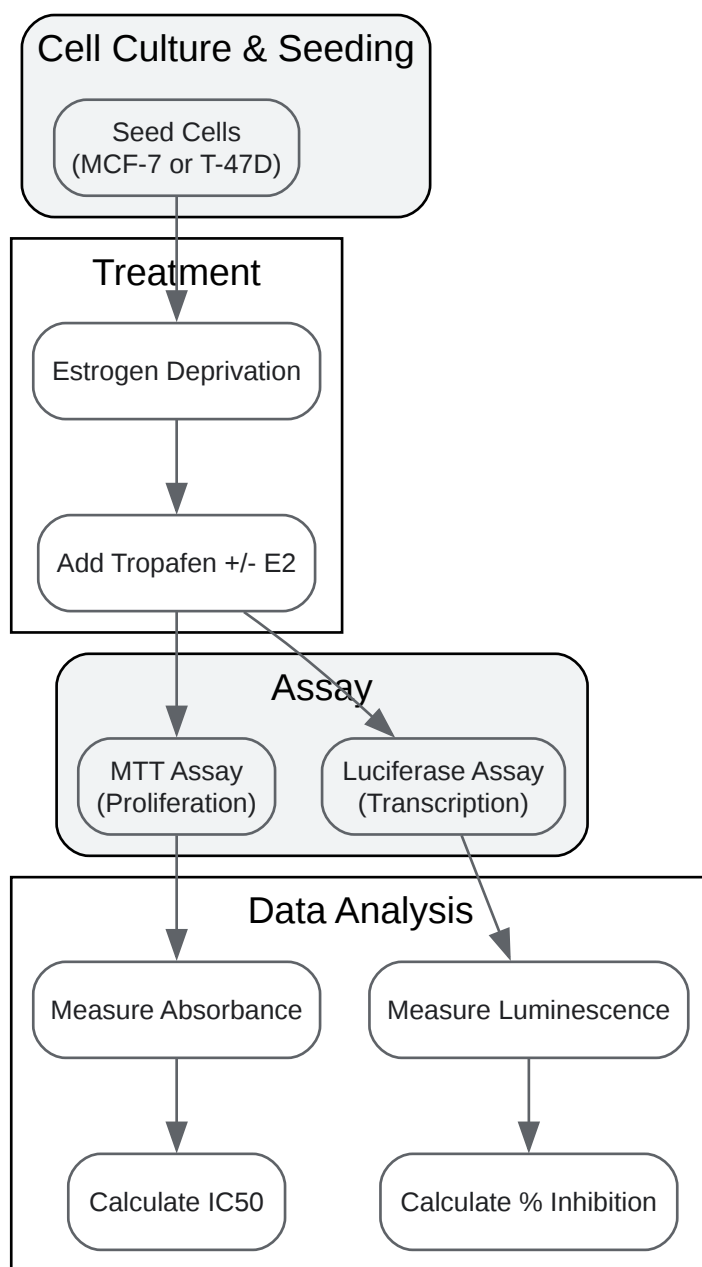 Cell Culture & Seeding
Seed Cells
(MCF-7 or T-47D)
Treatment
Estrogen Deprivation
Add Tropafen +/- E2
Assay
MTT Assay
(Proliferation)
Luciferase Assay
(Transcription)
Data Analysis
Measure Absorbance
Measure Luminescence
Calculate IC50
Calculate % Inhibition